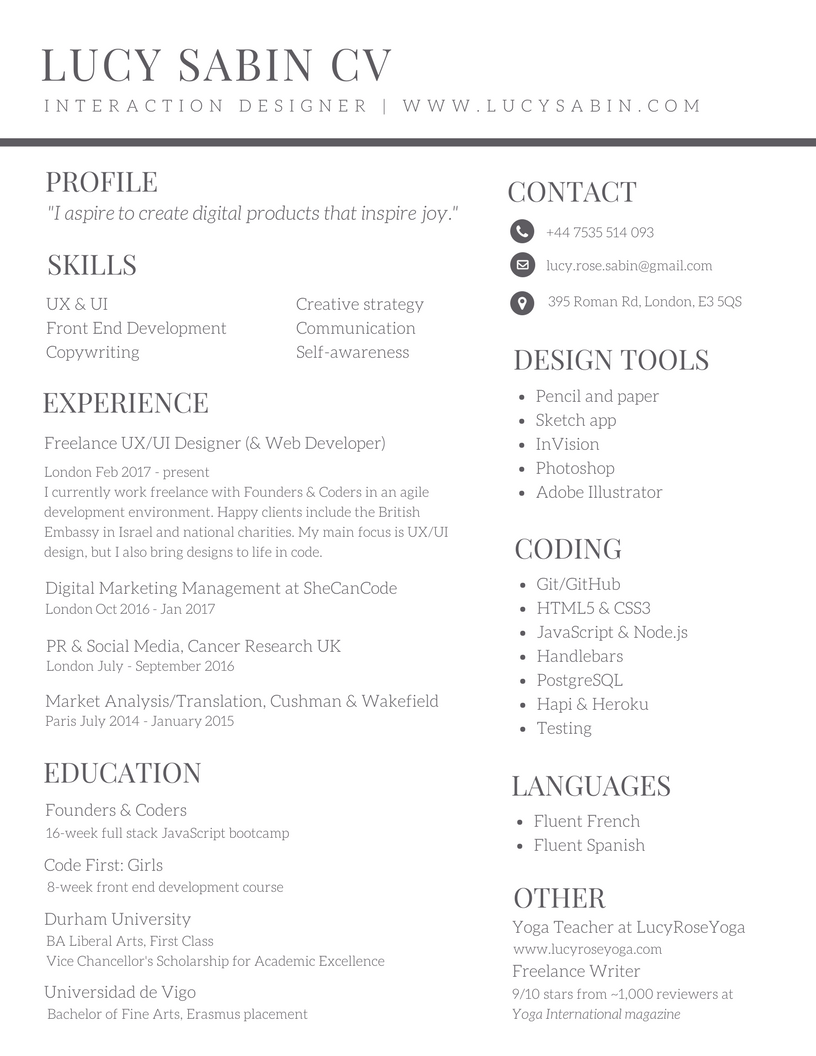 LUCY SABIN CV
INTERACTION DESIGNER | WWW.LUCYSABIN.COM
PROFILE
"I aspire to create digital products that inspire joy."
SKILLS
UX & UI
Front End Development
Copywriting
Creative strategy
Communication
Self-awareness
EXPERIENCE
Freelance UX/UI Designer (& Web Developer)
London Feb 2017 - present
I currently work freelance with Founders & Coders in an agile
development environment. Happy clients include the British
Embassy in Israel and national charities. My main focus is UX/UI
design, but I also bring designs to life in code.
Digital Marketing Management at SheCanCode
London Oct 2016 - Jan 2017
PR & Social Media, Cancer Research UK
London July - September 2016
Market Analysis/Translation, Cushman & Wakefield
Paris July 2014 - January 2015
EDUCATION
Founders & Coders
16-week full stack JavaScript bootcamp
Code First: Girls
8-week front end development course
Durham University
BA Liberal Arts, First Class
Vice Chancellor's Scholarship for Academic Excellence
Universidad de Vigo
Bachelor of Fine Arts, Erasmus placement
CONTACT
+44 7535 514 093
lucy.rose.sabin@gmail.com
395 Roman Rd, London, E3 5QS
DESIGN TOOLS
• Pencil and paper
• Sketch app
• InVision
• Photoshop
• Adobe Illustrator
CODING
• Git/GitHub
• HTML5 & CSS3
• JavaScript & Node.js
• Handlebars
• PostgreSQL
• Hapi & Heroku
• Testing
LANGUAGES
• Fluent French
• Fluent Spanish
OTHER
Yoga Teacher at LucyRoseYoga
www.lucyroseyoga.com
Freelance Writer
9/10 stars from ~1,000 reviewers at
Yoga International magazine